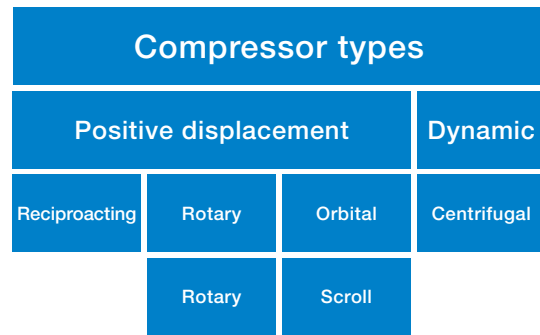 Compressor types
Positive displacement
Dynamic
Reciproacting
Rotary
Orbital
Centrifugal
Rotary
Scroll